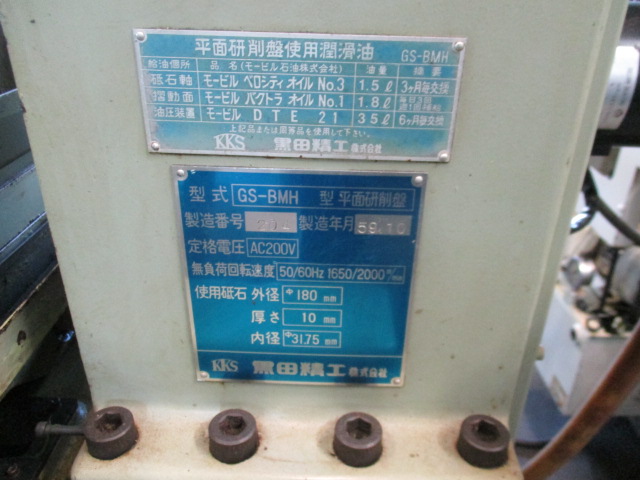 平面研削盤使用潤滑油 GS-BMH
給油個所 品名(モービル石油株式会社) 油量 摘要
砥石軸 モービル ベロシティ オイル No.3 1.5ℓ 3ヶ月毎交換
摺動面 モービル バクトラ オイル No.1 1.8ℓ
油圧装置 モービル DTE 21 35ℓ 6ヶ月毎交換
上記品または同等品を使用して下さい。
KKS 黒田精工株式会社
型式 GS-BMH 型 平面研削盤
製造番号 製造年月 59.10
定格電圧 AC200V
無負荷回転速度 50/60Hz 1650/2000
使用砥石 外径 φ180 mm
厚さ 10 mm
内径 φ31.75 mm
KKS 黒田精工株式会社